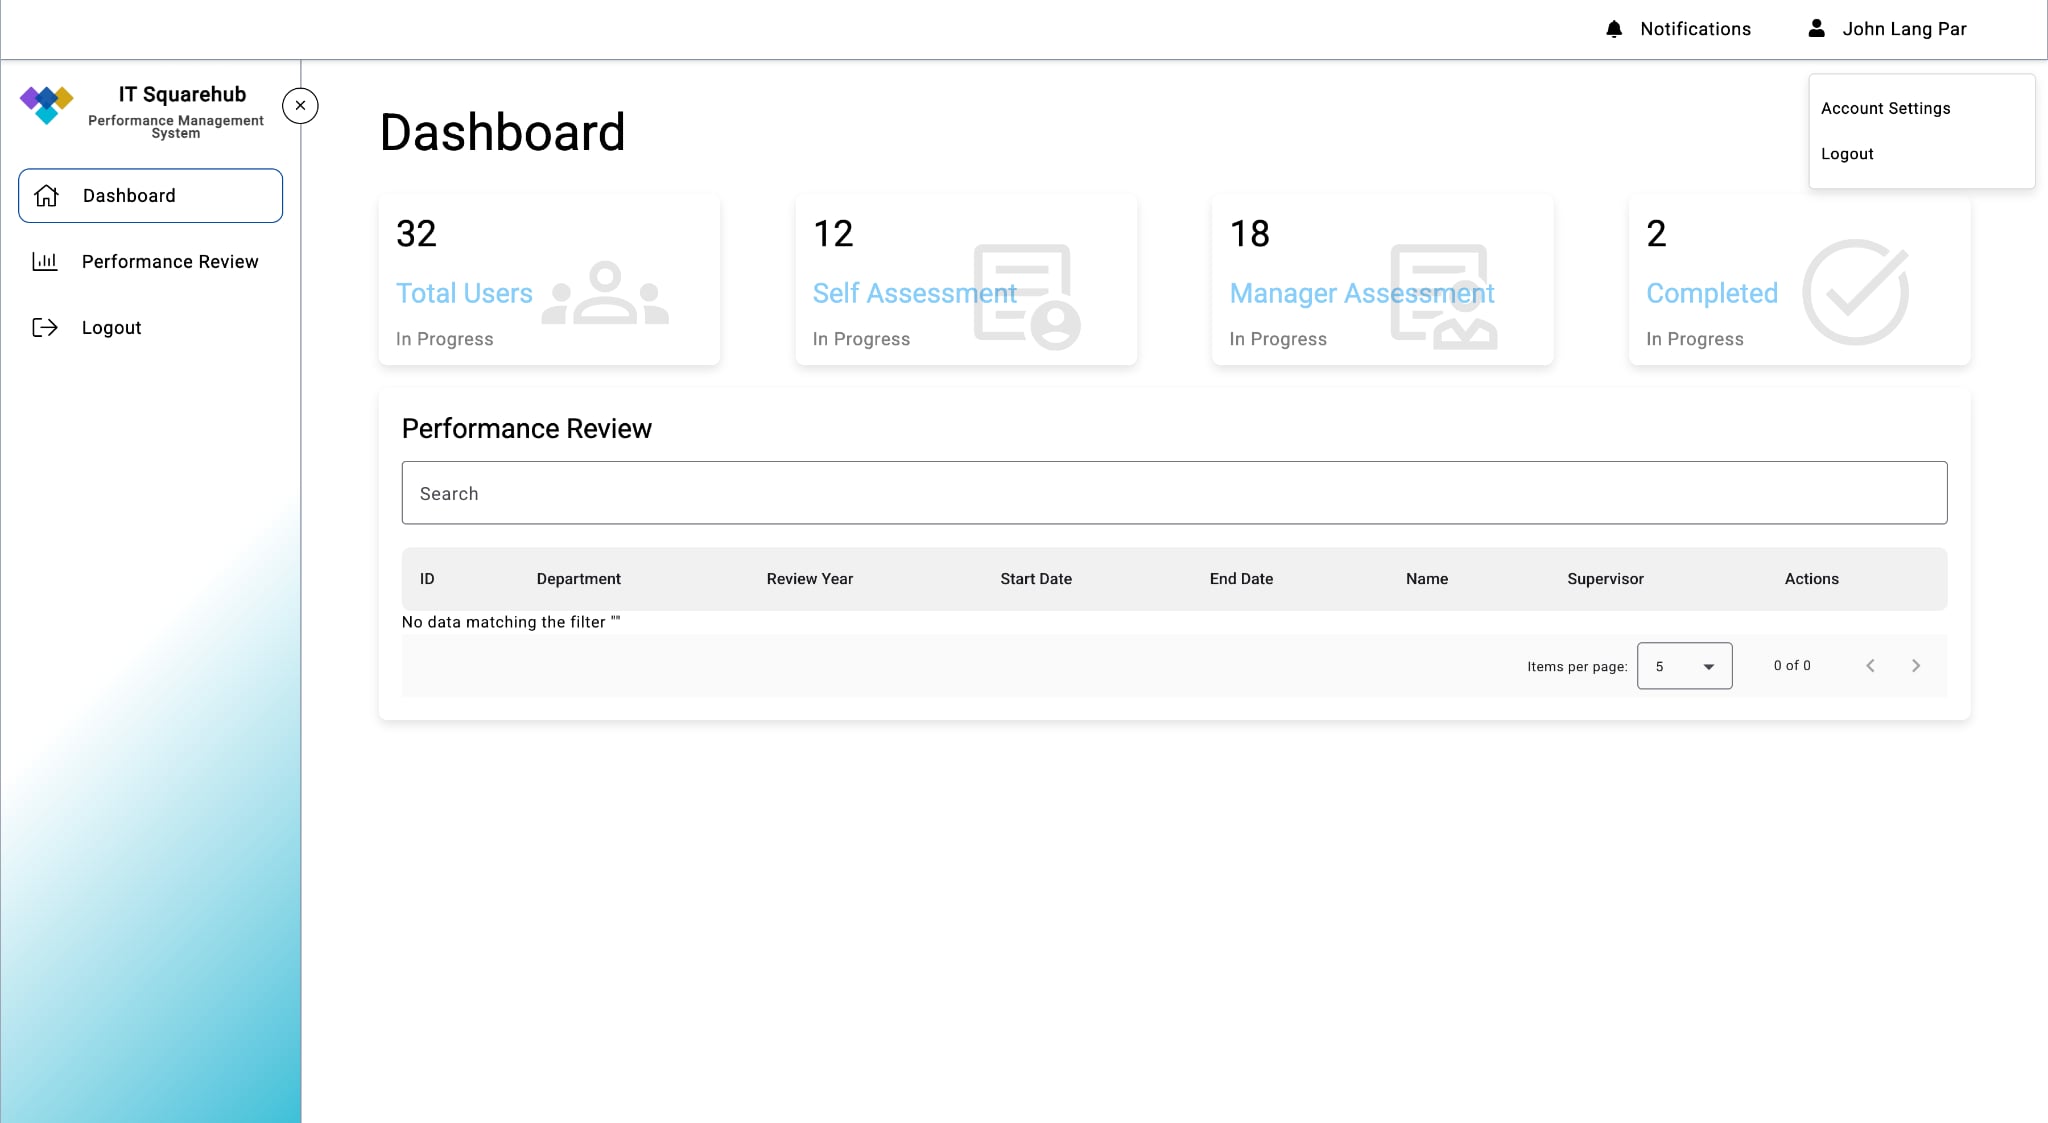 Notifications
John Lang Par
IT Squarehub
Performance Management
System
Account Settings
Logout
Dashboard
Performance Review
Logout
Dashboard
32
Total Users
In Progress
12
Self Assessment
In Progress
18
Manager Assessment
In Progress
2
Completed
In Progress
Performance Review
Search
ID Department Review Year Start Date End Date Name Supervisor Actions
No data matching the filter ""
Items per page: 5 0 of 0